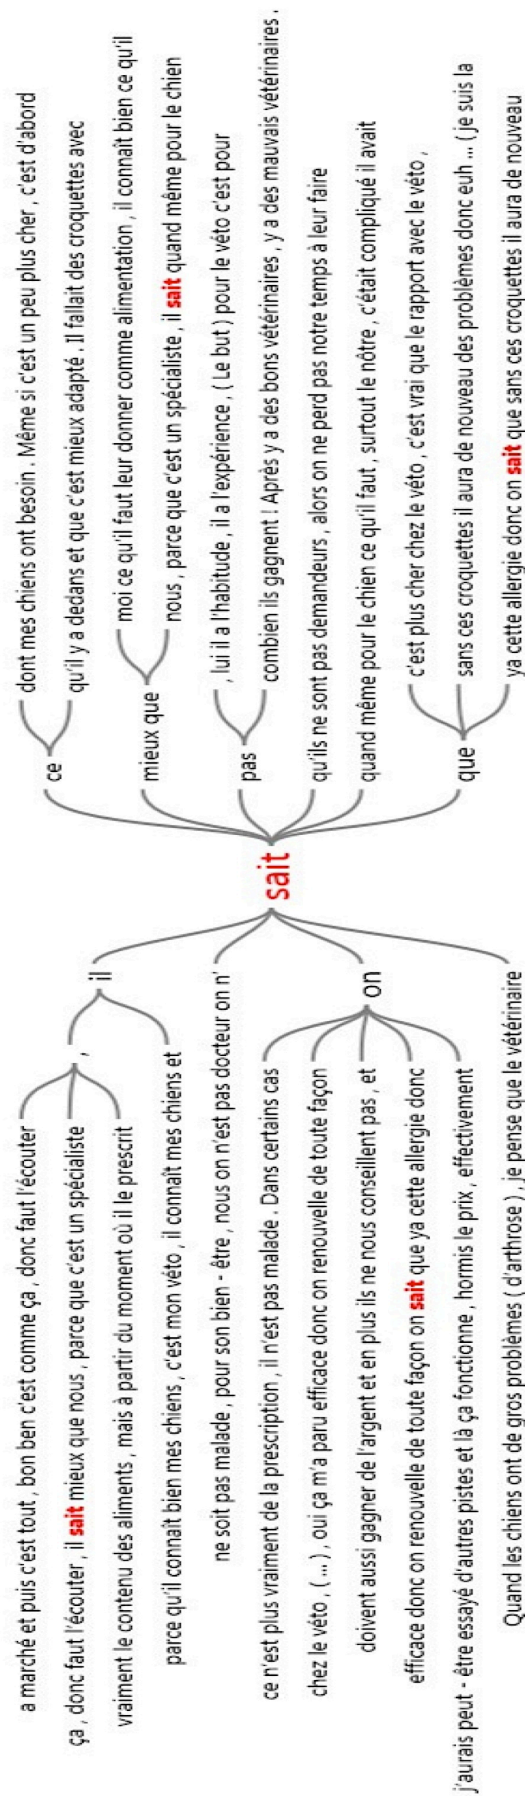 a marché et puis c'est tout , bon ben c'est comme ça , donc faut l'écouter
ça , donc faut l'écouter , il sait mieux que nous , parce que c'est un spécialiste
vraiment le contenu des aliments , mais à partir du moment où il le prescrit
,
parce qu'il connaît bien mes chiens , c'est mon véto , il connaît mes chiens et
il
ne soit pas malade , pour son bien - être , nous on n'est pas docteur on n'
ce n'est plus vraiment de la prescription , il n'est pas malade . Dans certains cas
chez le véto , ( ... ) , oui ça m'a paru efficace donc on renouvelle de toute façon
doivent aussi gagner de l'argent et en plus ils ne nous conseillent pas , et
efficace donc on renouvelle de toute façon on sait que ya cette allergie donc
j'aurais peut - être essayé d'autres pistes et là ça fonctionne , hormis le prix , effectivement
on
Quand les chiens ont de gros problèmes ( d'arthrose ) , je pense que le vétérinaire
sait
ce
dont mes chiens ont besoin . Même si c'est un peu plus cher , c'est d'abord
qu'il y a dedans et que c'est mieux adapté . Il fallait des croquettes avec
mieux que
moi ce qu'il faut leur donner comme alimentation , il connaît bien ce qu'il
nous , parce que c'est un spécialiste , il sait quand même pour le chien
pas
, lui il a l'habitude , il a l'expérience , ( Le but ) pour le véto c'est pour
combien ils gagnent ! Après y a des bons vétérinaires , y a des mauvais vétérinaires .
qu'ils ne sont pas demandeurs , alors on ne perd pas notre temps à leur faire
quand même pour le chien ce qu'il faut , surtout le nôtre , c'était compliqué il avait
que
c'est plus cher chez le véto , c'est vrai que le rapport avec le véto ,
sans ces croquettes il aura de nouveau des problèmes donc euh ... ( je suis la
ya cette allergie donc on sait que sans ces croquettes il aura de nouveau